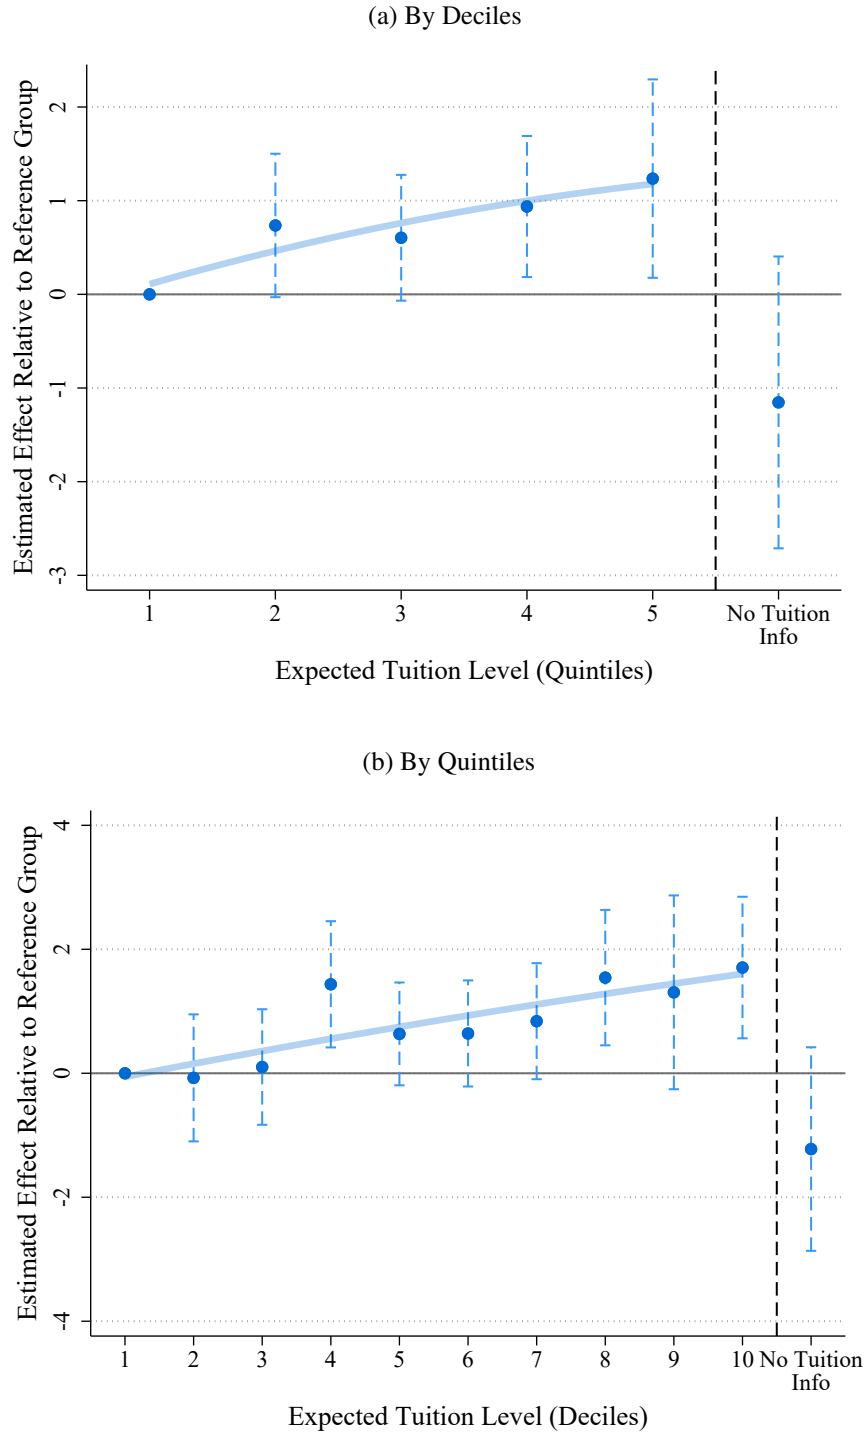 (a) By Deciles
Estimated Effect Relative to Reference Group
2
1
0
-1
-2
-3
1 2 3 4 5 No Tuition
Info
Expected Tuition Level (Quintiles)
(b) By Quintiles
Estimated Effect Relative to Reference Group
4
2
0
-2
-4
1 2 3 4 5 6 7 8 9 10 No Tuition
Info
Expected Tuition Level (Deciles)